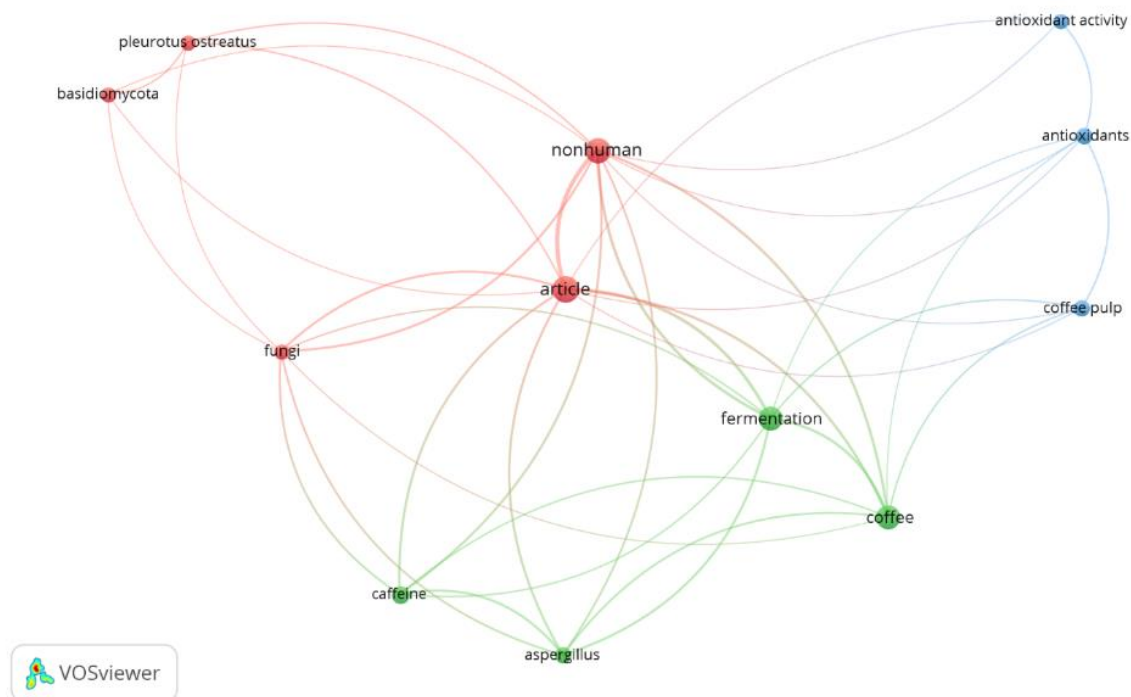 antioxidant activity
pleurotus ostreatus
basidiomycota
antioxidants
nonhuman
article
coffee pulp
fungi
fermentation
coffee
caffeine
aspergillus
VOSviewer